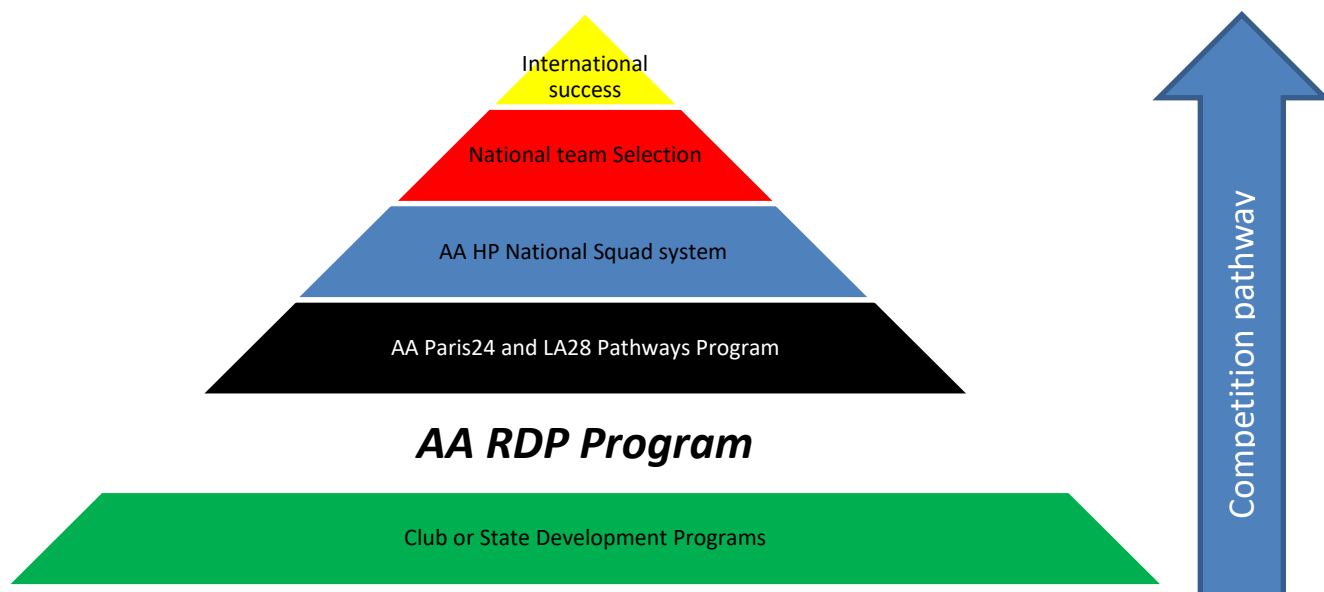 International
success
National team Selection
AA HP National Squad system
AA Paris24 and LA28 Pathways Program
AA RDP Program
Club or State Development Programs
Competition pathway